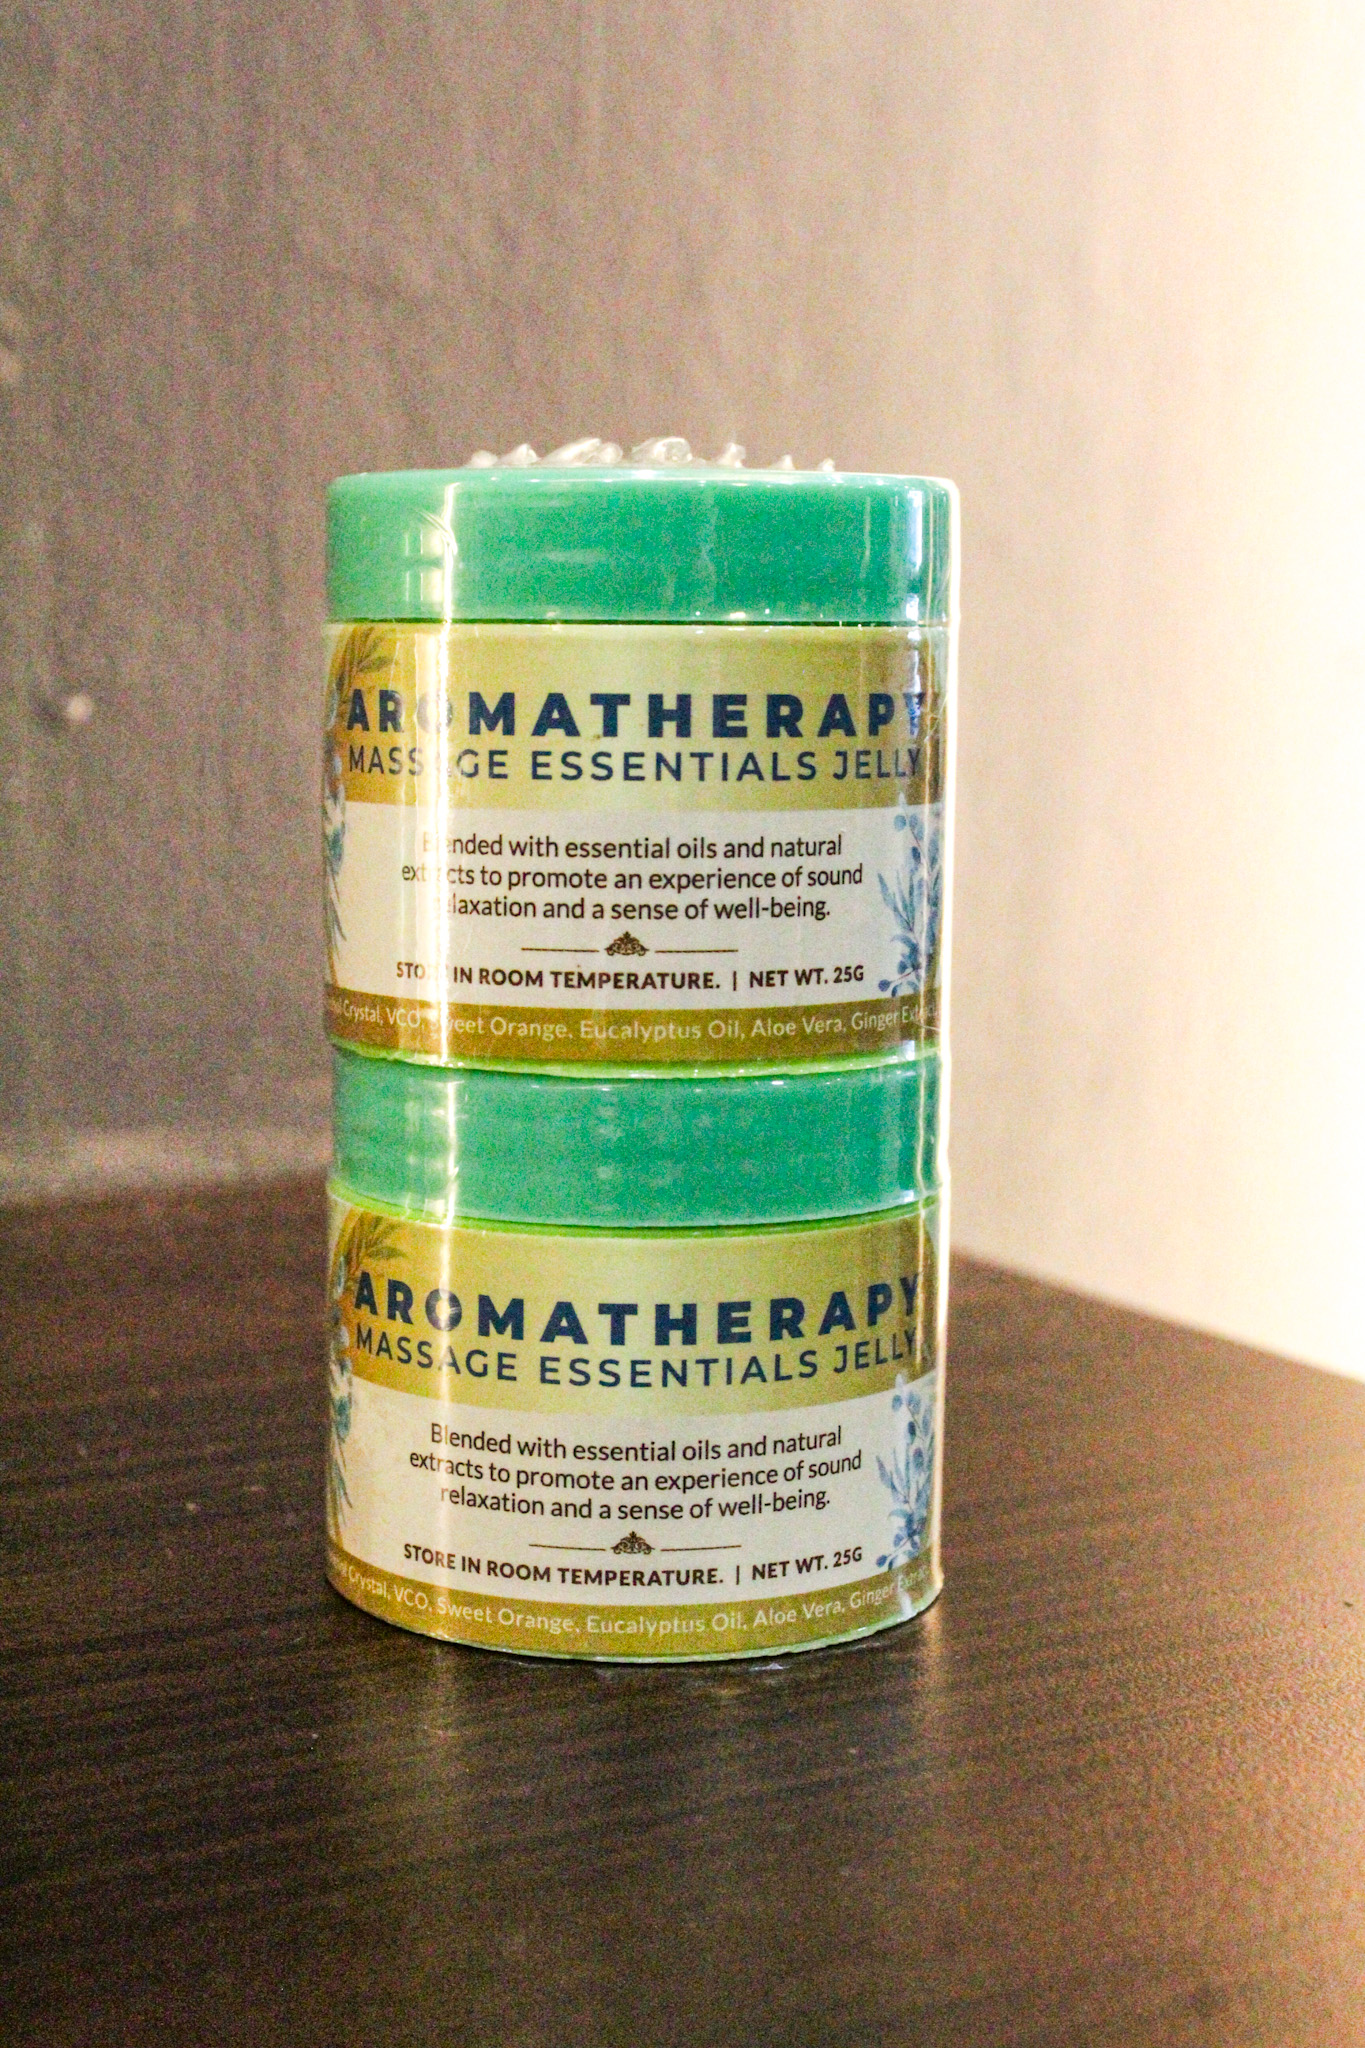 AROMATHERAPY
MASSAGE ESSENTIALS JELLY
Blended with essential oils and natural
extracts to promote an experience of sound
relaxation and a sense of well-being.
STORE IN ROOM TEMPERATURE. | NET WT. 25G
Crystal, VCO, Sweet Orange, Eucalyptus Oil, Aloe Vera, Ginger
AROMATHERAPY
MASSAGE ESSENTIALS JELLY
Blended with essential oils and natural
extracts to promote an experience of sound
relaxation and a sense of well-being.
STORE IN ROOM TEMPERATURE. | NET WT. 25G
Crystal, VCO, Sweet Orange, Eucalyptus Oil, Aloe Vera, Ginger